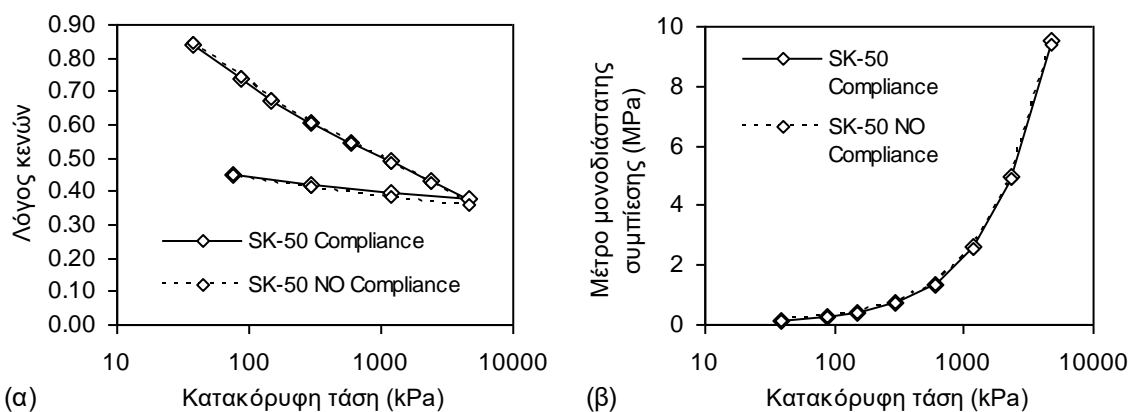 0.90
0.80
0.70
0.60
0.50
0.40
0.30
0.20
0.10
0.00
Λόγος κενών
10
100
1000
10000
SK-50 Compliance
SK-50 NO Compliance
(α)
Κατακόρυφη τάση (kPa)
10
8
6
4
2
0
Μέτρο μονοδιάστατης
συμπίεσης (MPa)
SK-50
Compliance
SK-50 NO
Compliance
10
100
1000
10000
(β)
Κατακόρυφη τάση (kPa)